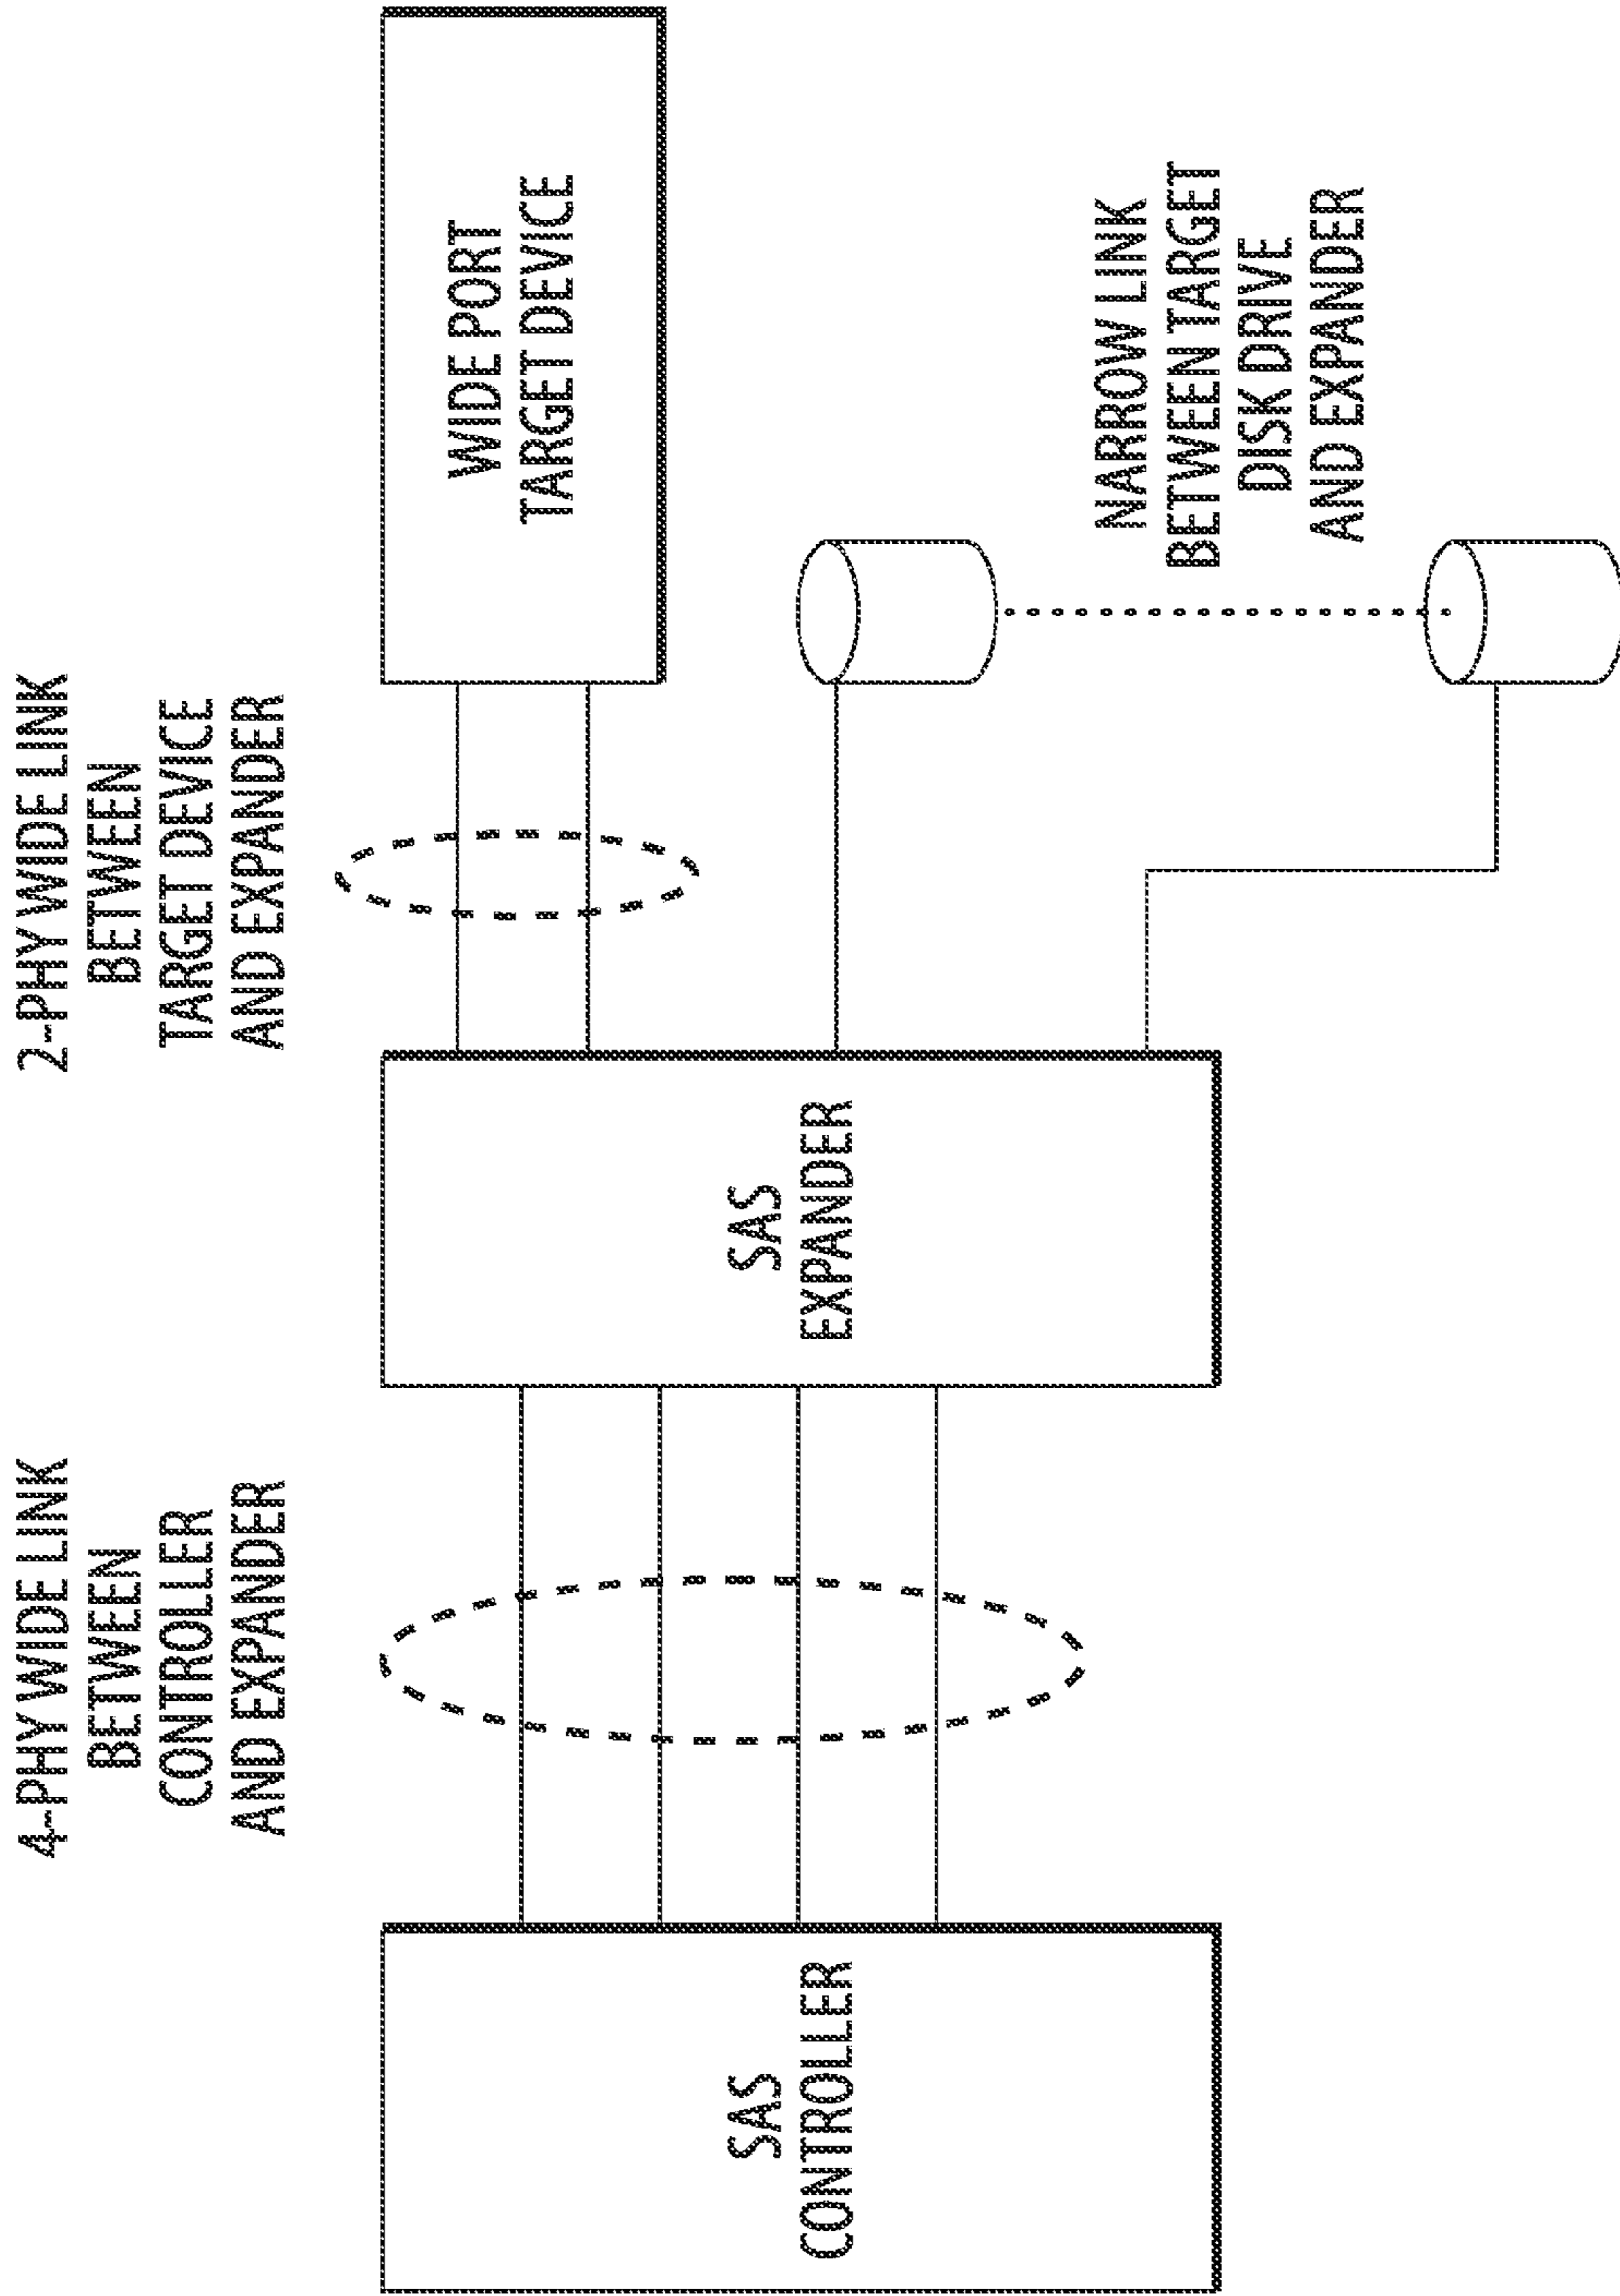 4-PHY WIDE LINK
BETWEEN
CONTROLLER
AND EXPANDER
2-PHY WIDE LINK
BETWEEN
TARGET DEVICE
AND EXPANDER
SAS
CONTROLLER
SAS
EXPANDER
WIDE PORT
TARGET DEVICE
NARROW LINK
BETWEEN TARGET
DISK DRIVE
AND EXPANDER